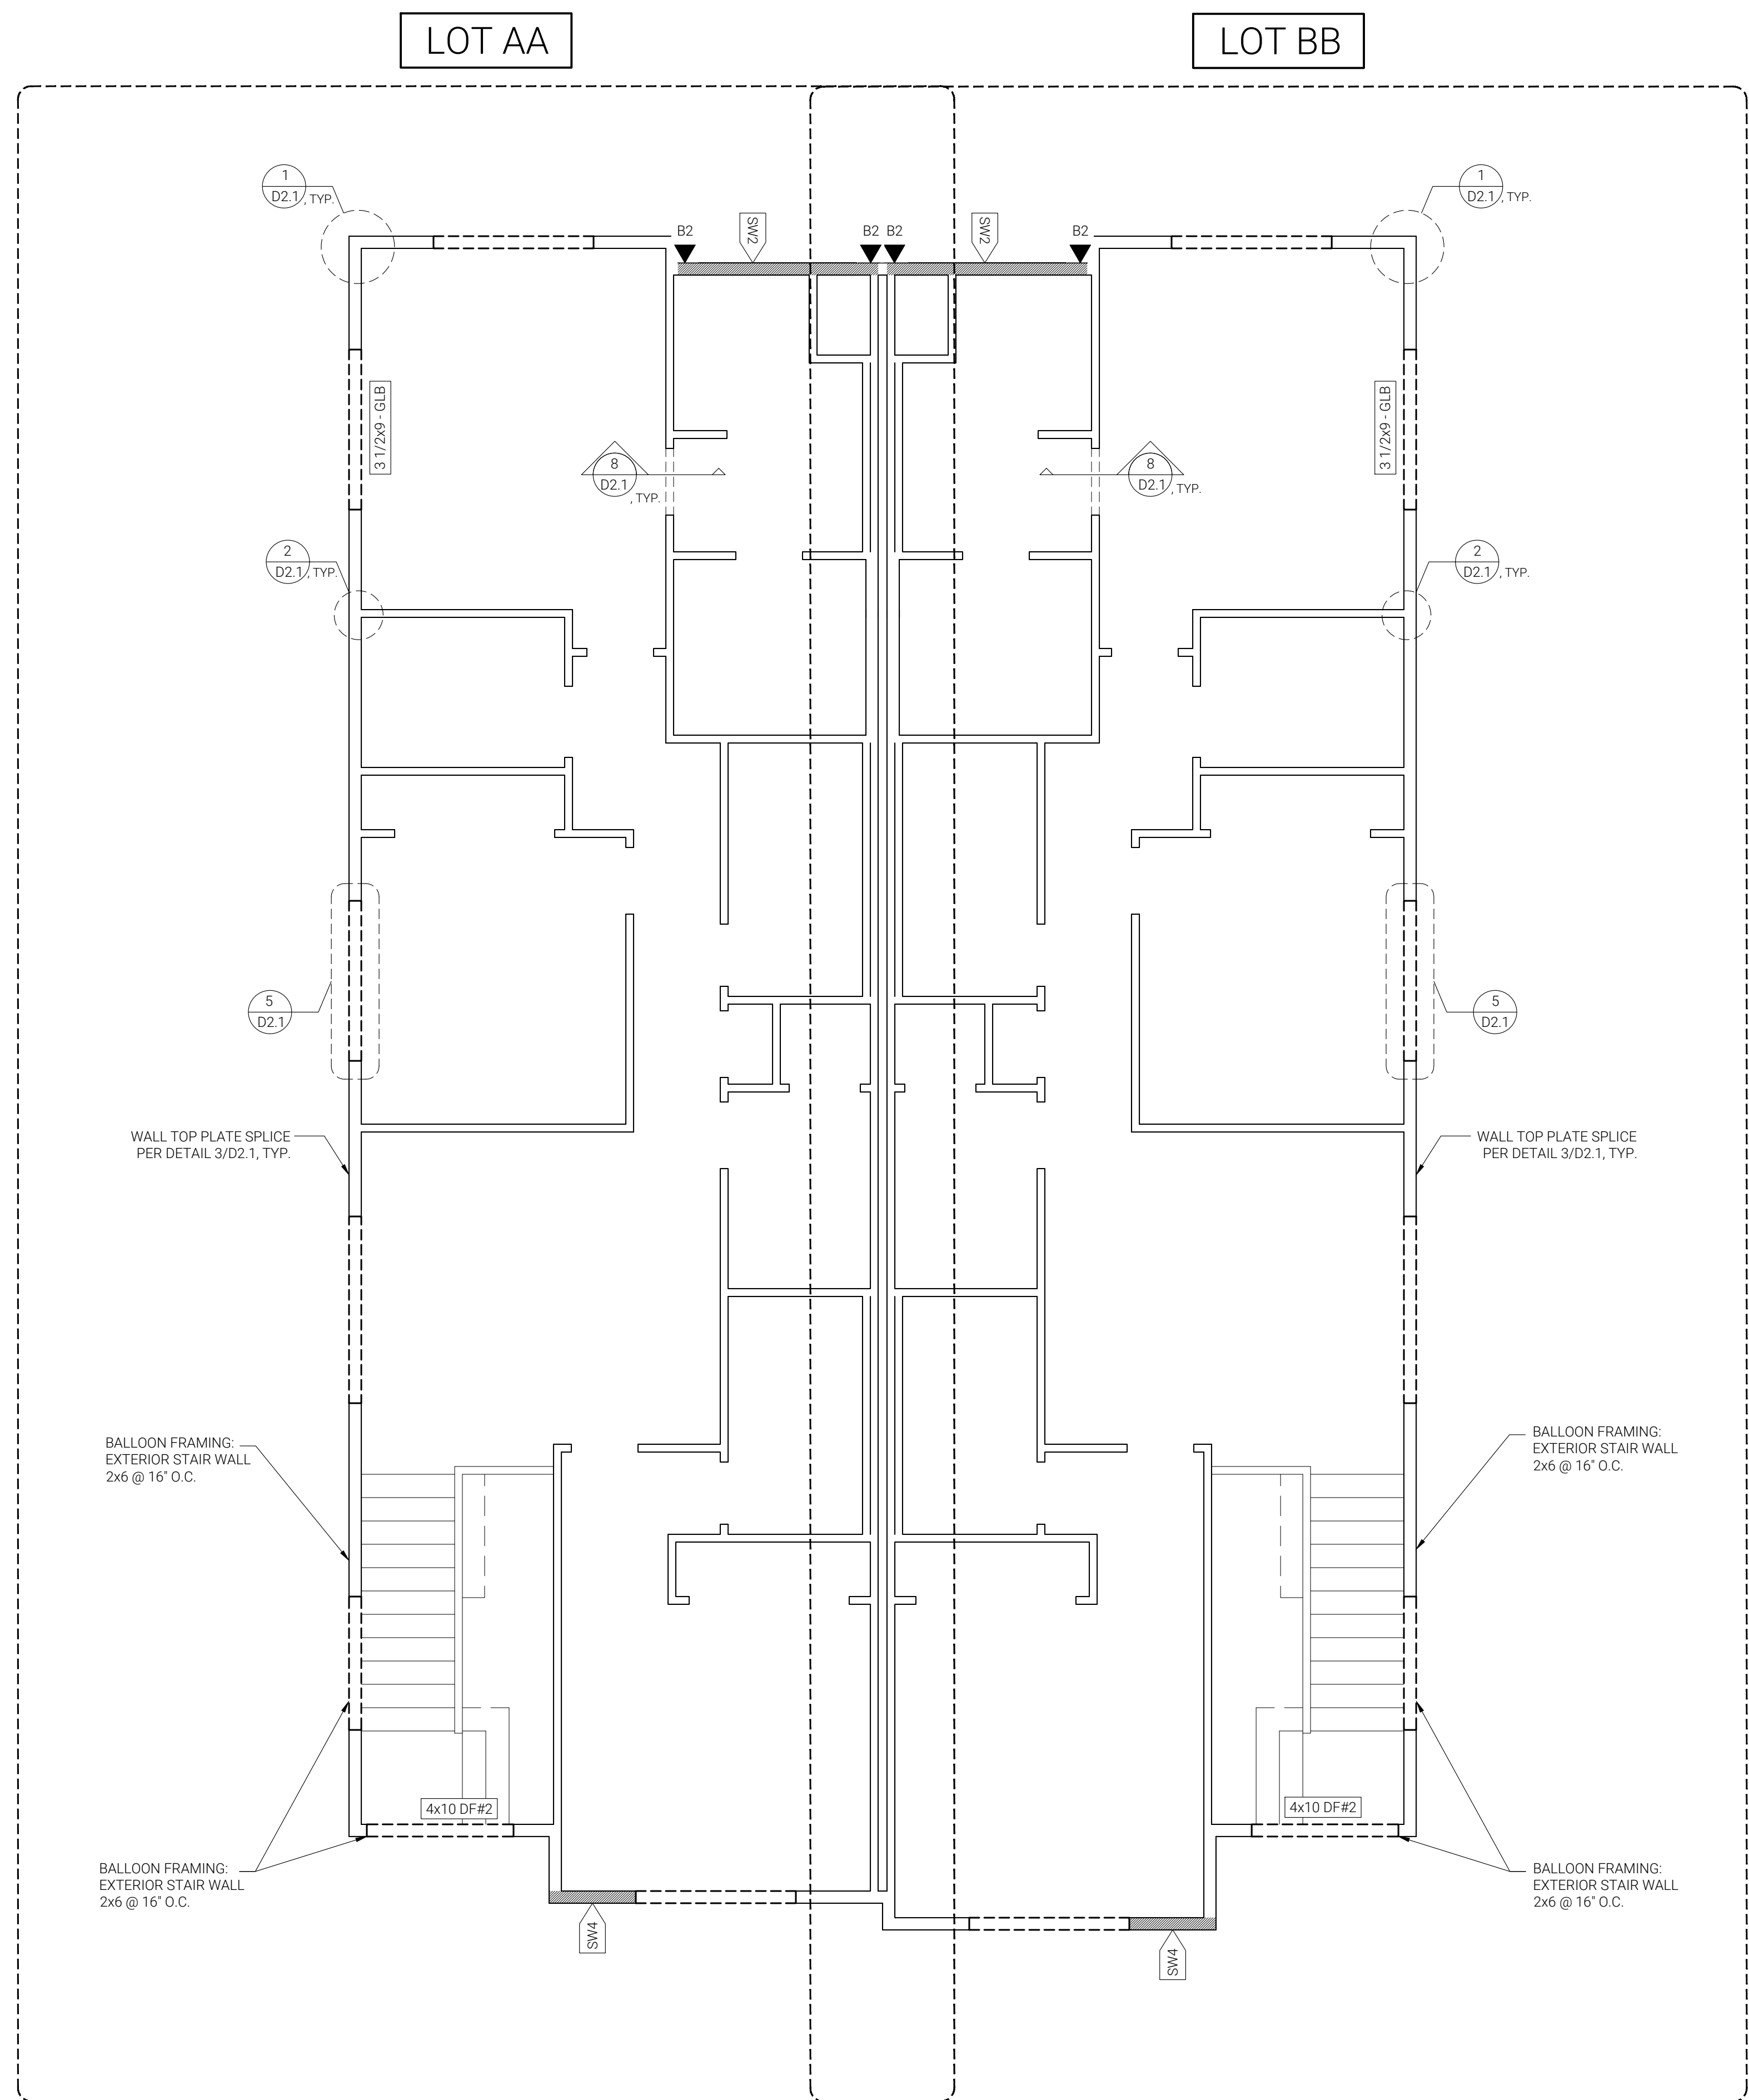 LOT AA
LOT BB
1
D2.1, TYP.
1
D2.1, TYP.
B2
SW2
B2
B2
SW2
B2
3 1/2x9 - GLB
3 1/2x9 - GLB
8
D2.1, TYP.
8
D2.1, TYP.
2
D2.1, TYP.
2
D2.1, TYP.
5
D2.1
5
D2.1
WALL TOP PLATE SPLICE
PER DETAIL 3/D2.1, TYP.
WALL TOP PLATE SPLICE
PER DETAIL 3/D2.1, TYP.
BALLOON FRAMING:
EXTERIOR STAIR WALL
2x6 @ 16" O.C.
BALLOON FRAMING:
EXTERIOR STAIR WALL
2x6 @ 16" O.C.
4x10 DF#2
4x10 DF#2
BALLOON FRAMING:
EXTERIOR STAIR WALL
2x6 @ 16" O.C.
BALLOON FRAMING:
EXTERIOR STAIR WALL
2x6 @ 16" O.C.
SW4
SW4